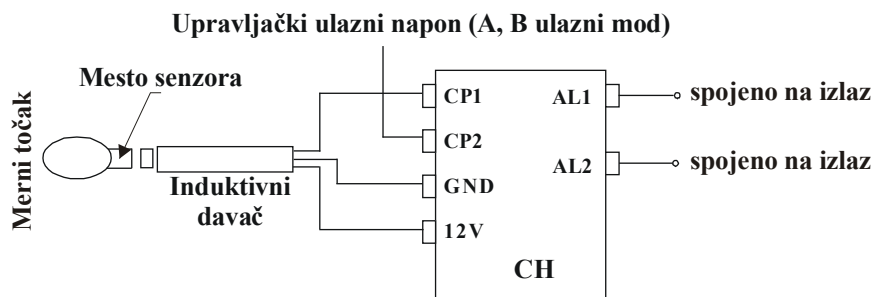 Upravljački ulazni napon (A, B ulazni mod)
Mesto senzora
Merni točak
Induktivni
davač
CP1
CP2
GND
12V
AL1
AL2
CH
spojeno na izlaz
spojeno na izlaz